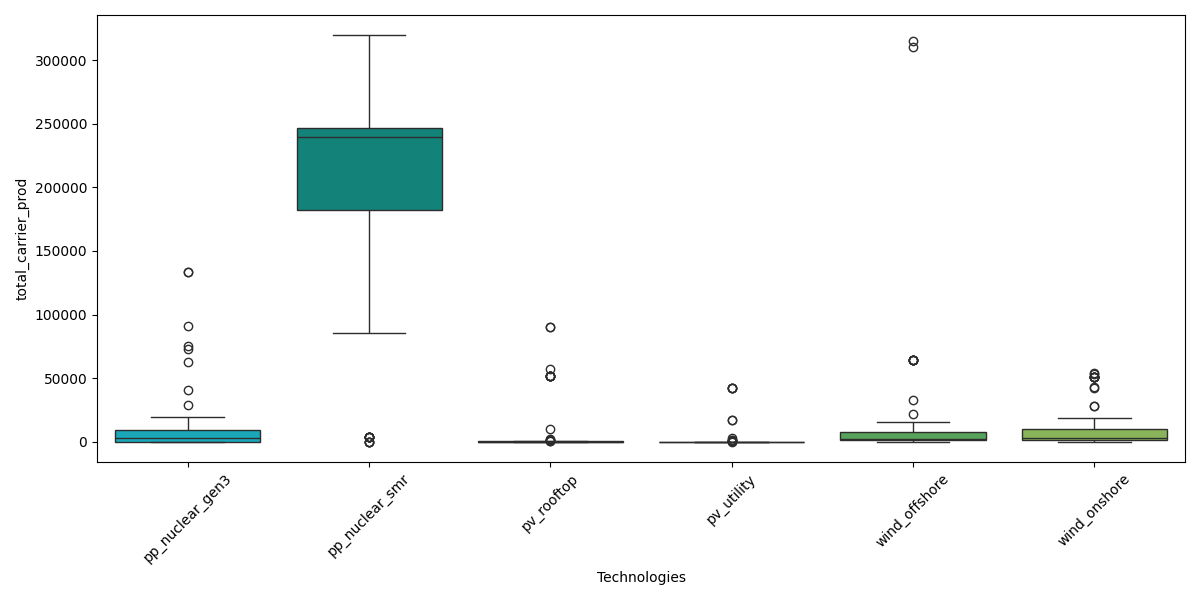 total_carrier_prod
300000
250000
200000
150000
100000
50000
0
pp_nuclear_gen3
pp_nuclear_smr
pv_rooftop
pv_utility
wind_offshore
wind_onshore
Technologies